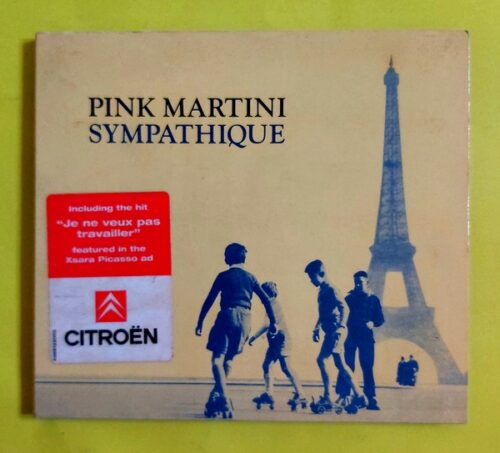 PINK MARTINI
SYMPATHIQUE
Including the hit
"Je ne veux pas
travailler"
featured in the
Xsara Picasso ad
CITROËN